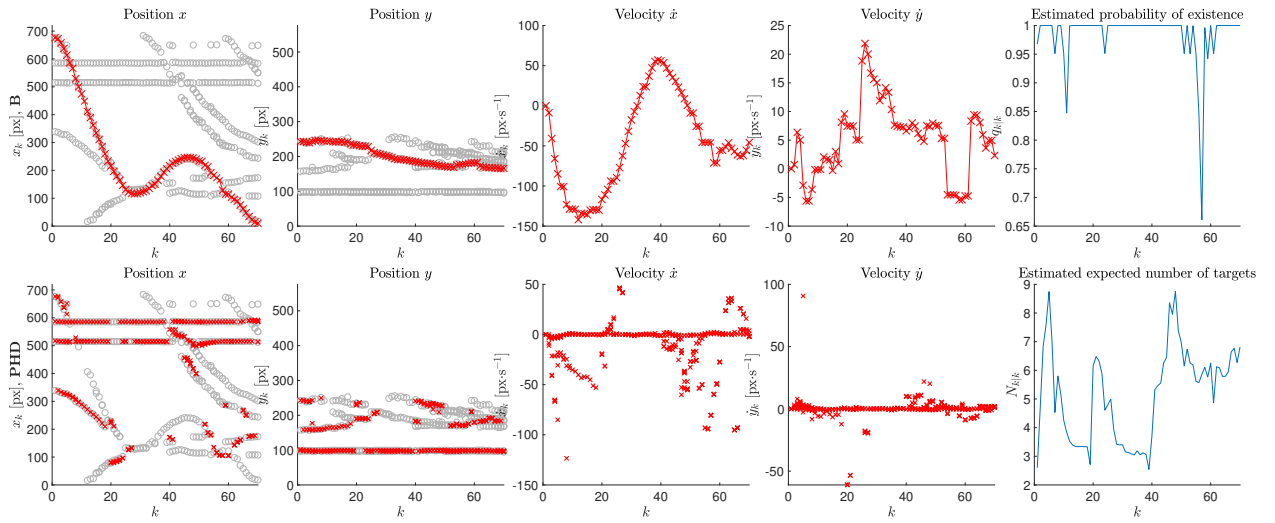 Position x
Position y
Velocity ẋ
Velocity ẏ
Estimated probability of existence
x_k [px], B
700
600
500
400
300
200
100
0
0 20 40 60
k
y_k [px]
500
400
300
200
100
0
0 20 40 60
k
ẋ_k [px·s⁻¹]
100
50
0
-50
-100
-150
0 20 40 60
k
ẏ_k [px·s⁻¹]
25
20
15
10
5
0
-5
-10
0 20 40 60
k
q_{k|k}
1
0.95
0.9
0.85
0.8
0.75
0.7
0.65
0 20 40 60
k
Position x
Position y
Velocity ẋ
Velocity ẏ
Estimated expected number of targets
x_k [px], PHD
700
600
500
400
300
200
100
0
0 20 40 60
k
y_k [px]
500
400
300
200
100
0
0 20 40 60
k
ẋ_k [px·s⁻¹]
50
0
-50
-100
-150
0 20 40 60
k
ẏ_k [px·s⁻¹]
100
50
0
-50
0 20 40 60
k
N_{k|k}
9
8
7
6
5
4
3
2
0 20 40 60
k